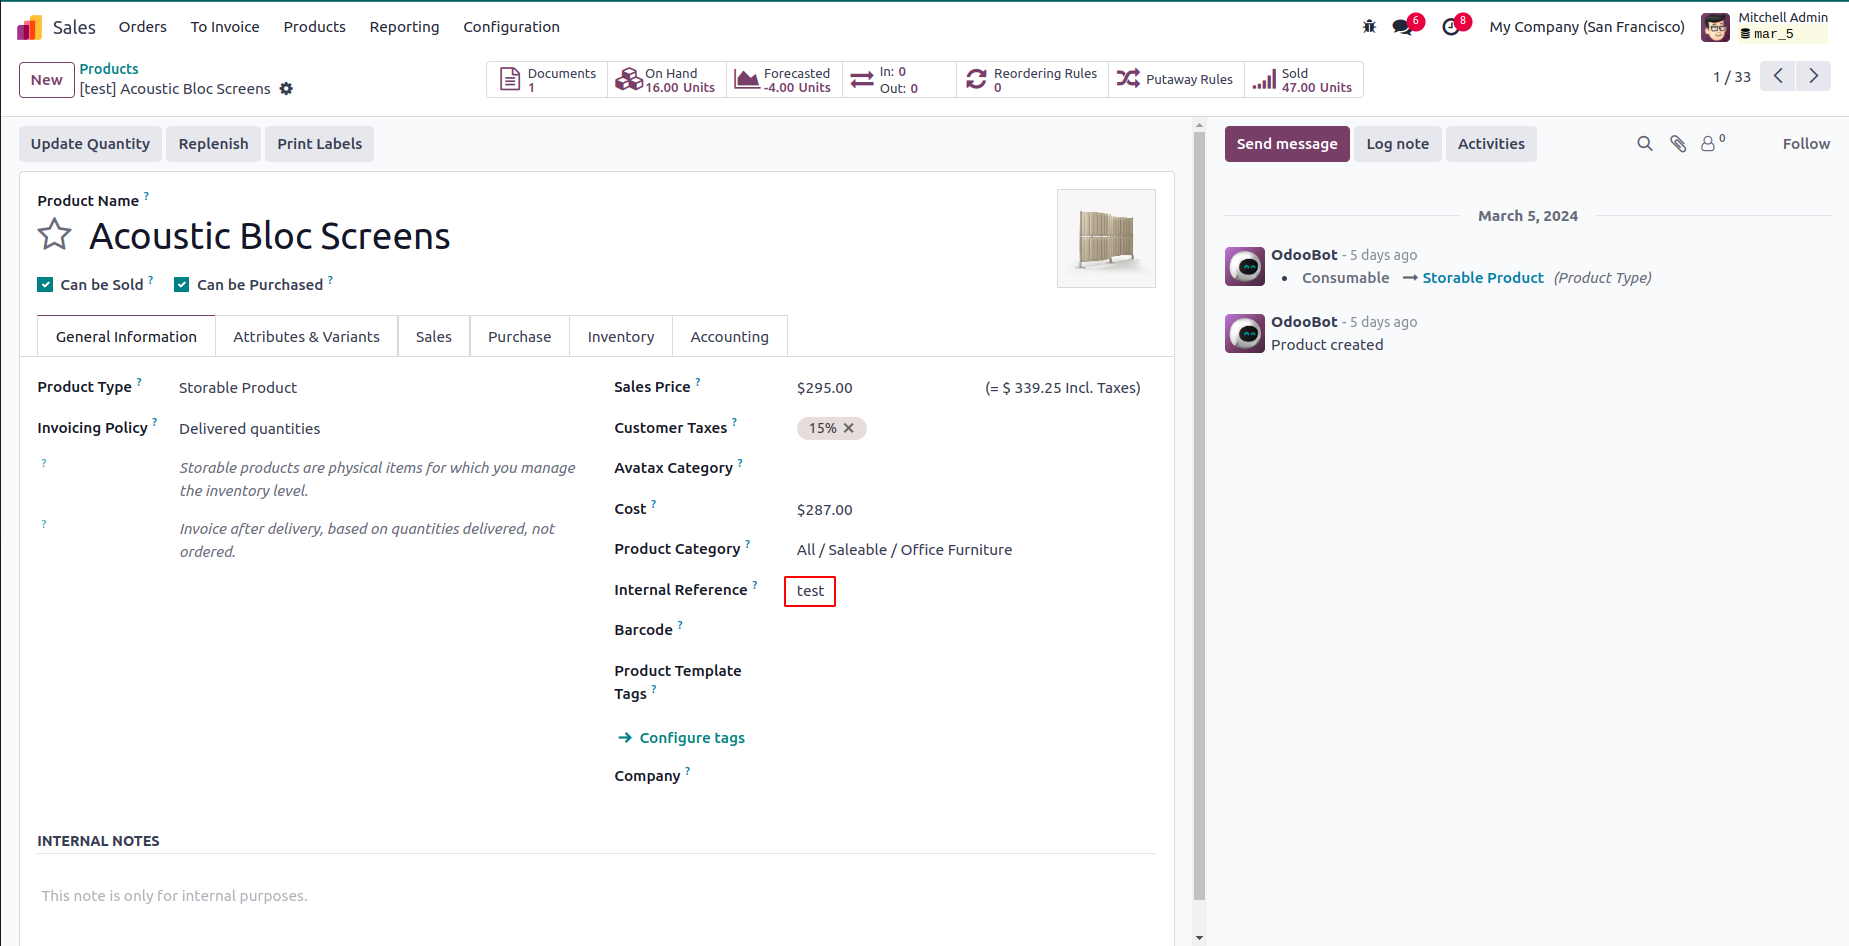 Sales Orders To Invoice Products Reporting Configuration 6 8 My Company (San Francisco) Mitchell Admin
mar_5
New Products
[test] Acoustic Bloc Screens
Documents
1
On Hand
16.00 Units
Forecasted
-4.00 Units
In: 0
Out: 0
Reordering Rules
0
Putaway Rules
Sold
47.00 Units
1 / 33
Update Quantity Replenish Print Labels
Product Name ?
Acoustic Bloc Screens
Can be Sold ? Can be Purchased ?
General Information Attributes & Variants Sales Purchase Inventory Accounting
Product Type ? Storable Product
Invoicing Policy ? Delivered quantities
? Storable products are physical items for which you manage
the inventory level.
? Invoice after delivery, based on quantities delivered, not
ordered.
Sales Price ? $295.00 (= $ 339.25 Incl. Taxes)
Customer Taxes ? 15%
Avatax Category ?
Cost ? $287.00
Product Category ? All / Saleable / Office Furniture
Internal Reference ? test
Barcode ?
Product Template
Tags ?
Configure tags
Company ?
INTERNAL NOTES
This note is only for internal purposes.
Send message Log note Activities 0 Follow
March 5, 2024
OdooBot - 5 days ago
• Consumable → Storable Product (Product Type)
OdooBot - 5 days ago
Product created